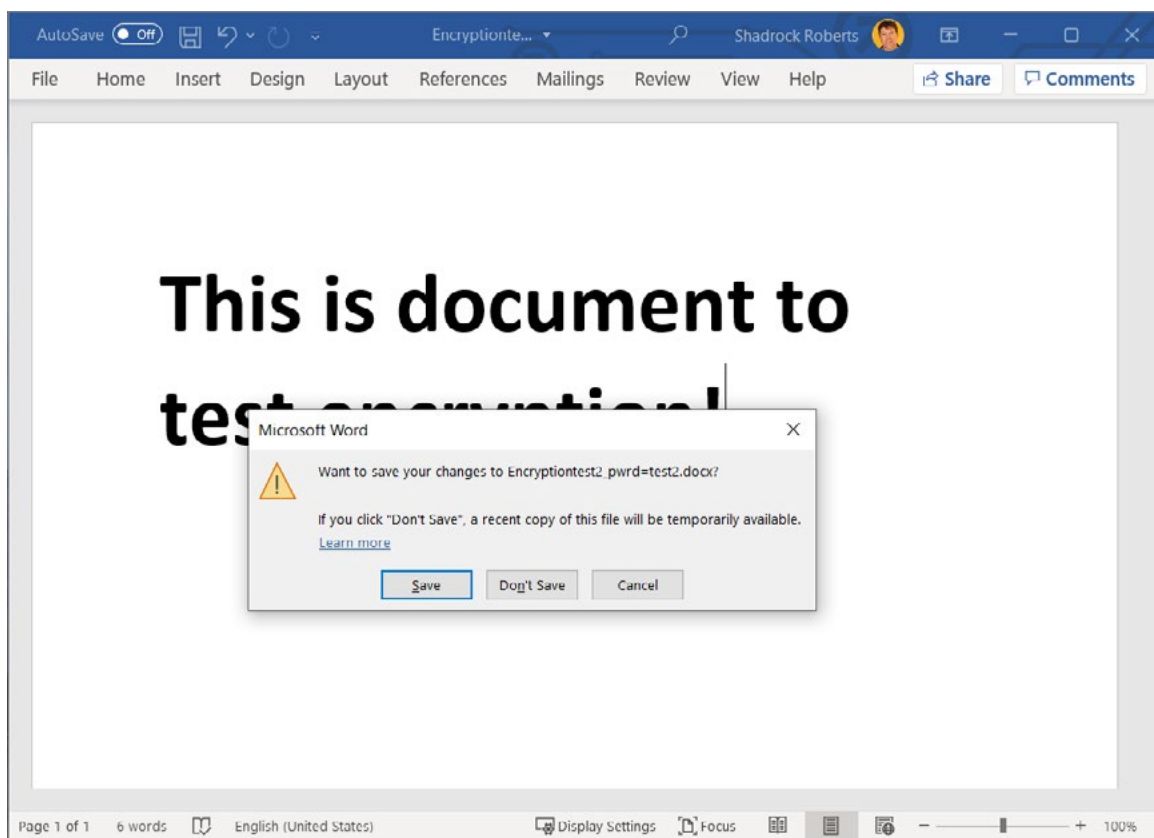 AutoSave Off Encryptionte... Shadrock Roberts
File Home Insert Design Layout References Mailings Review View Help Share Comments
This is document to
test encryption!
Microsoft Word
Want to save your changes to Encryptiontest2_pwrd=test2.docx?
If you click "Don't Save", a recent copy of this file will be temporarily available.
Learn more
Save Don't Save Cancel
Page 1 of 1 6 words English (United States) Display Settings Focus 100%